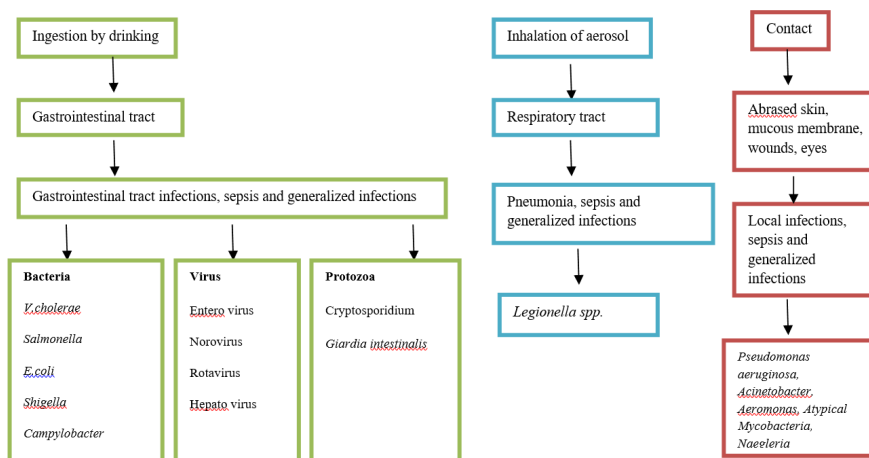 Ingestion by drinking
Gastrointestinal tract
Gastrointestinal tract infections, sepsis and generalized infections
Bacteria
V.cholerae
Salmonella
E.coli
Shigella
Campylobacter
Virus
Entero virus
Norovirus
Rotavirus
Hepato virus
Protozoa
Cryptosporidium
Giardia intestinalis
Inhalation of aerosol
Respiratory tract
Pneumonia, sepsis and
generalized infections
Legionella spp.
Contact
Abrased skin,
mucous membrane,
wounds, eyes
Local infections,
sepsis and
generalized
infections
Pseudomonas
aeruginosa,
Acinetobacter,
Aeromonas, Atypical
Mycobacteria,
Naegleria